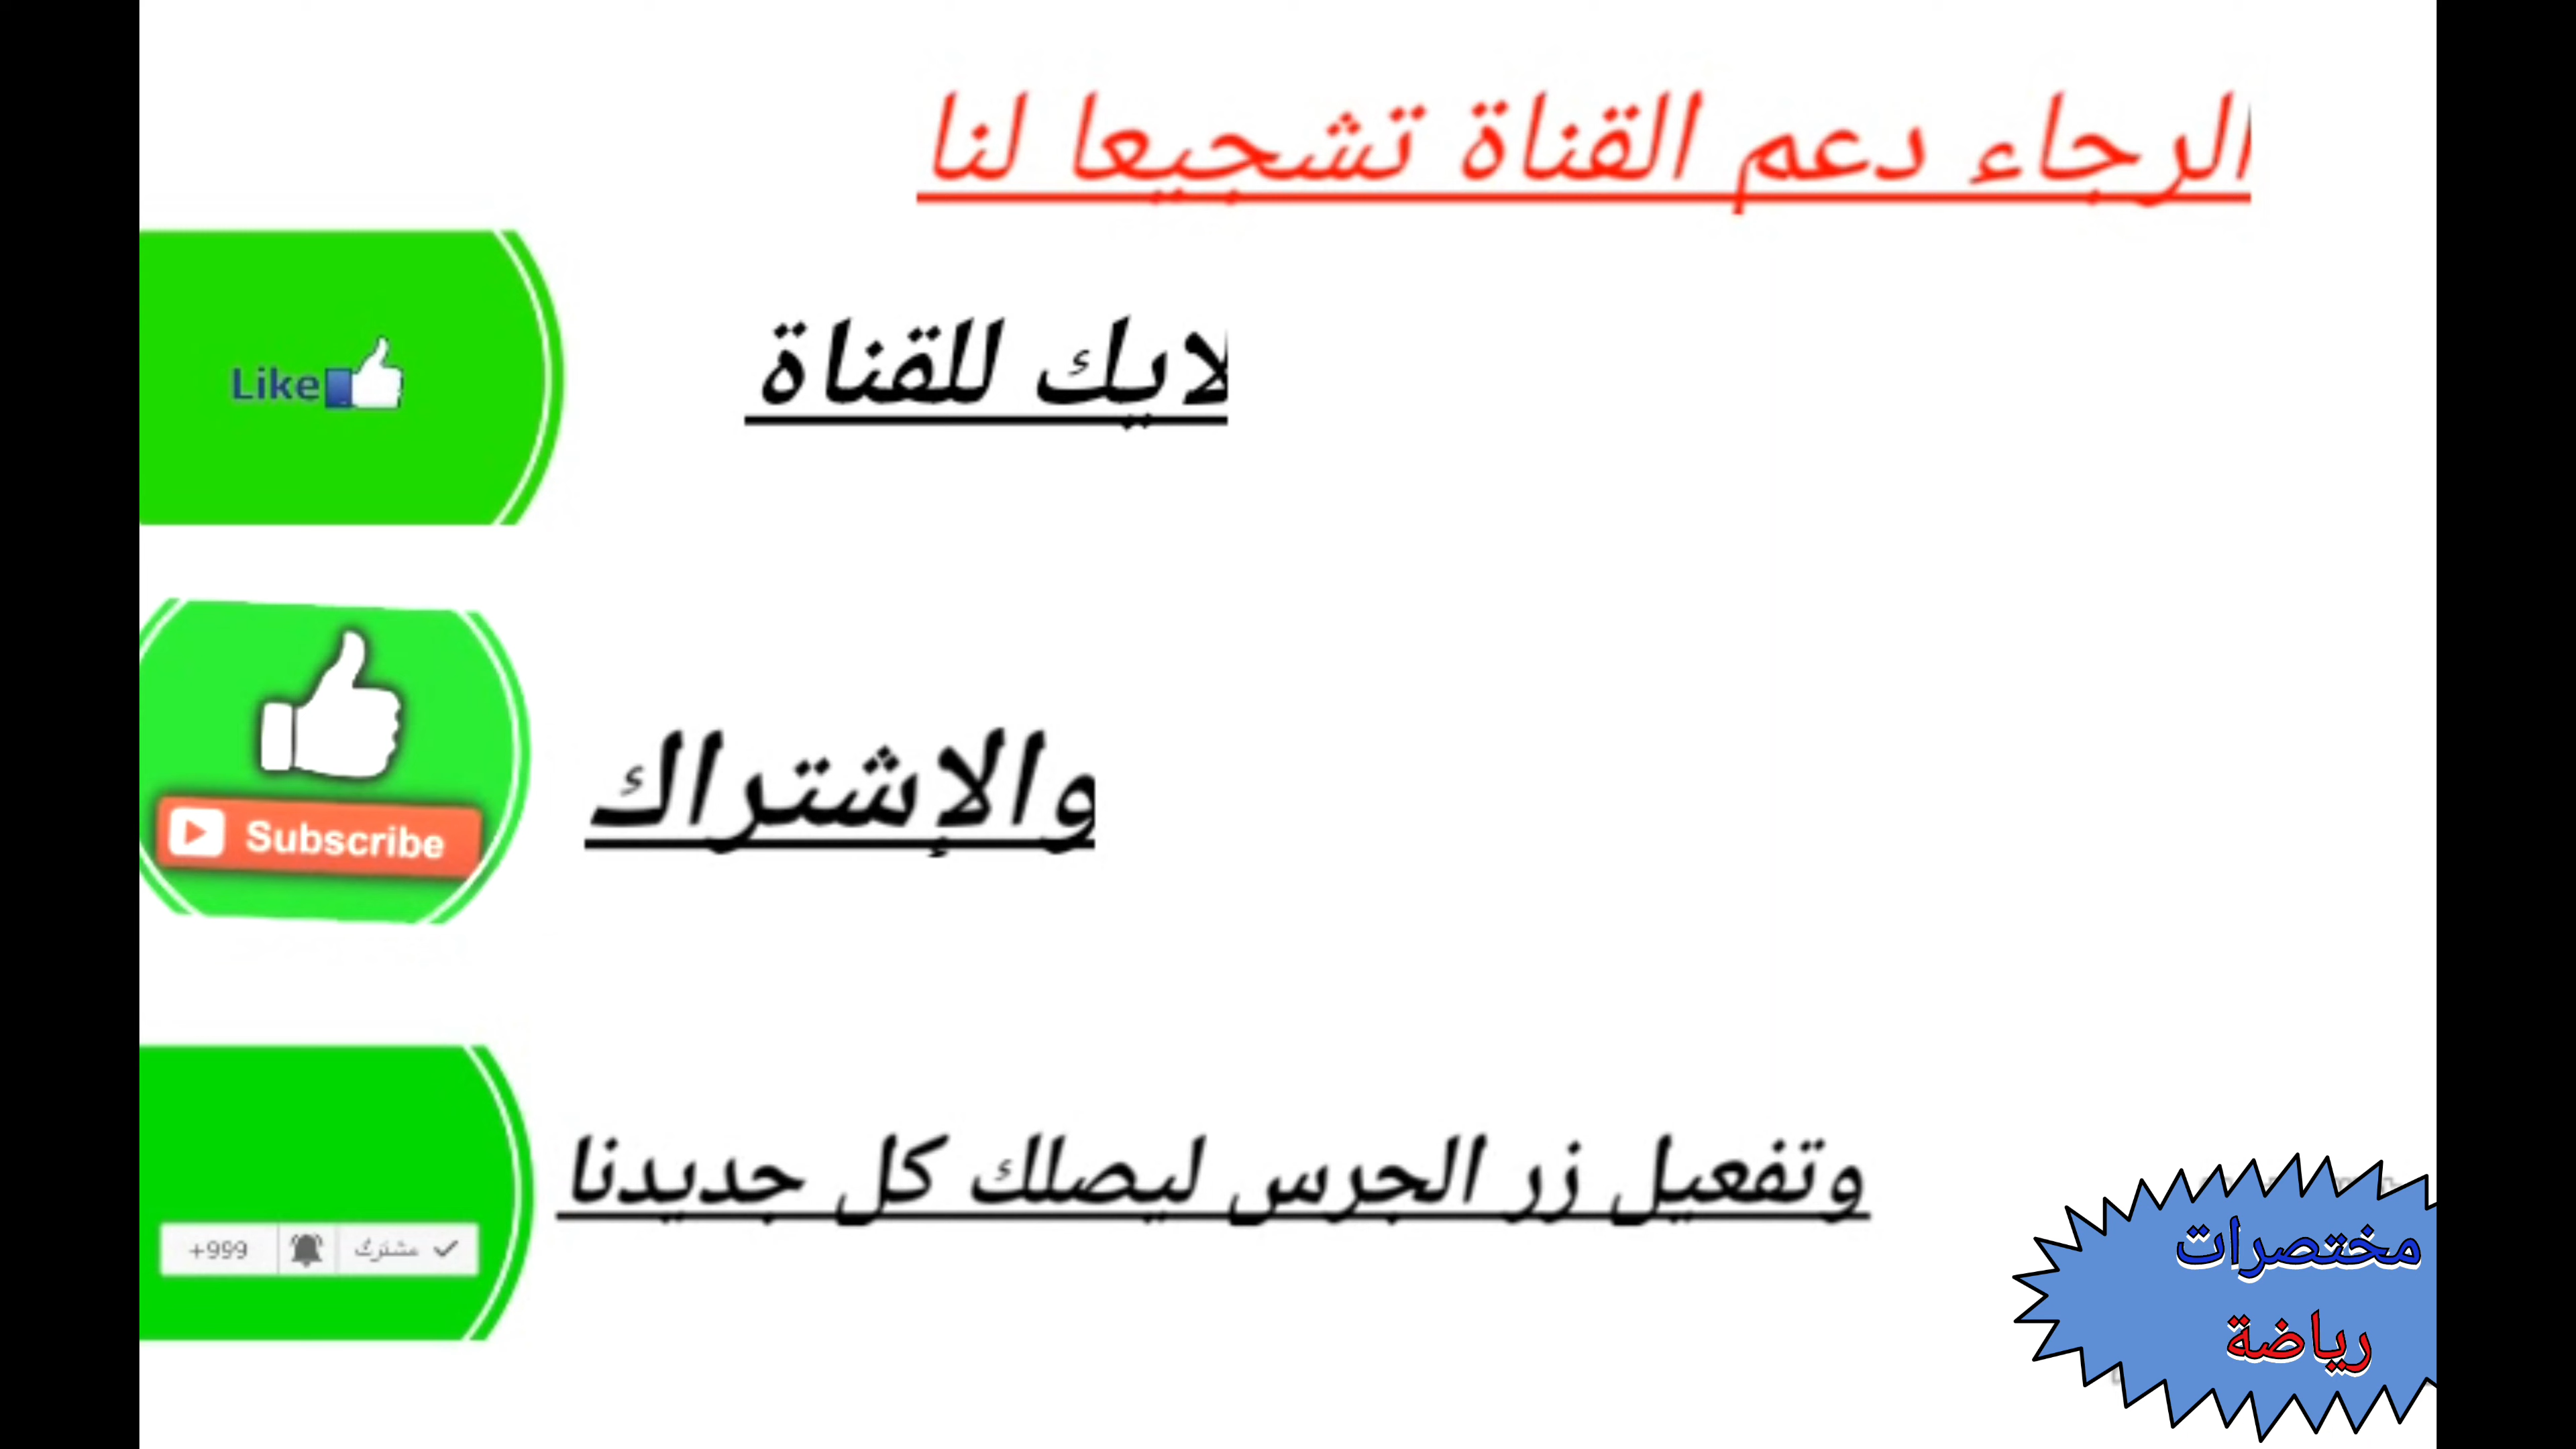 الرجاء دعم القناة تشجيعا لنا
Like
لايك للقناة
Subscribe
والإشتراك
وتفعيل زر الجرس ليصلك كل جديدنا
+999 مشترك
مختصرات
رياضة